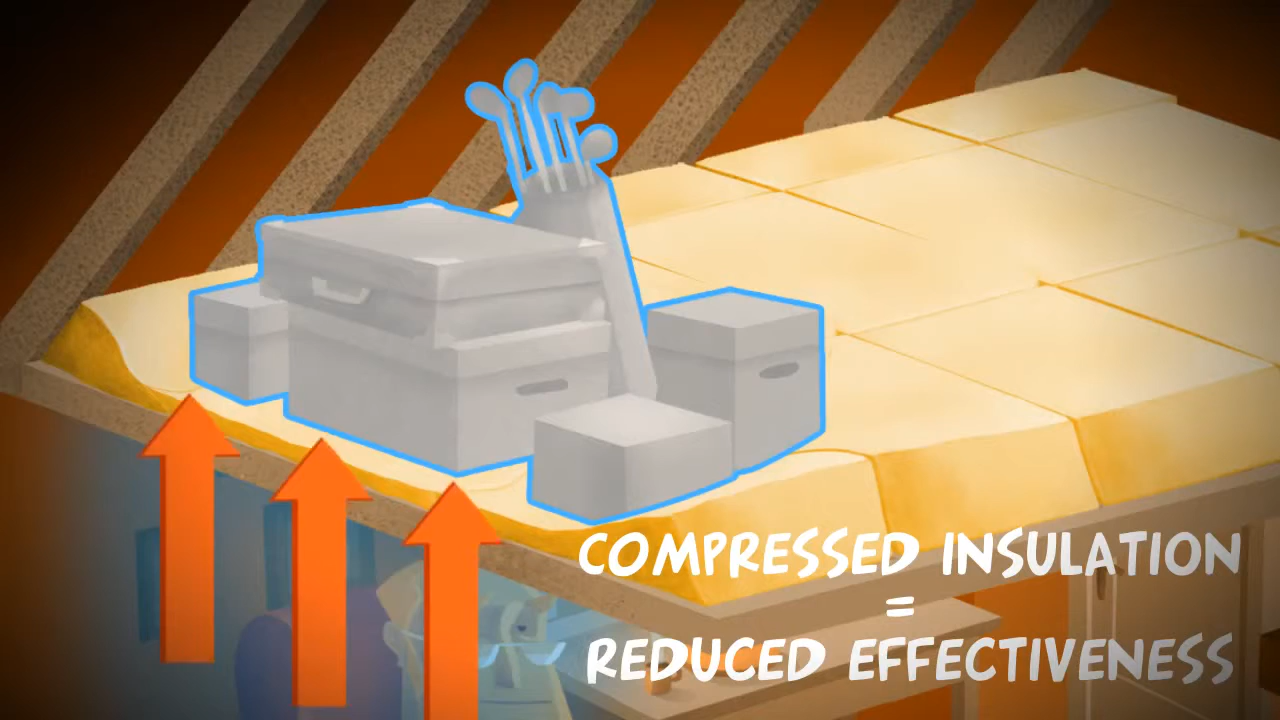 COMPRESSED INSULATION
=
REDUCED EFFECTIVENESS